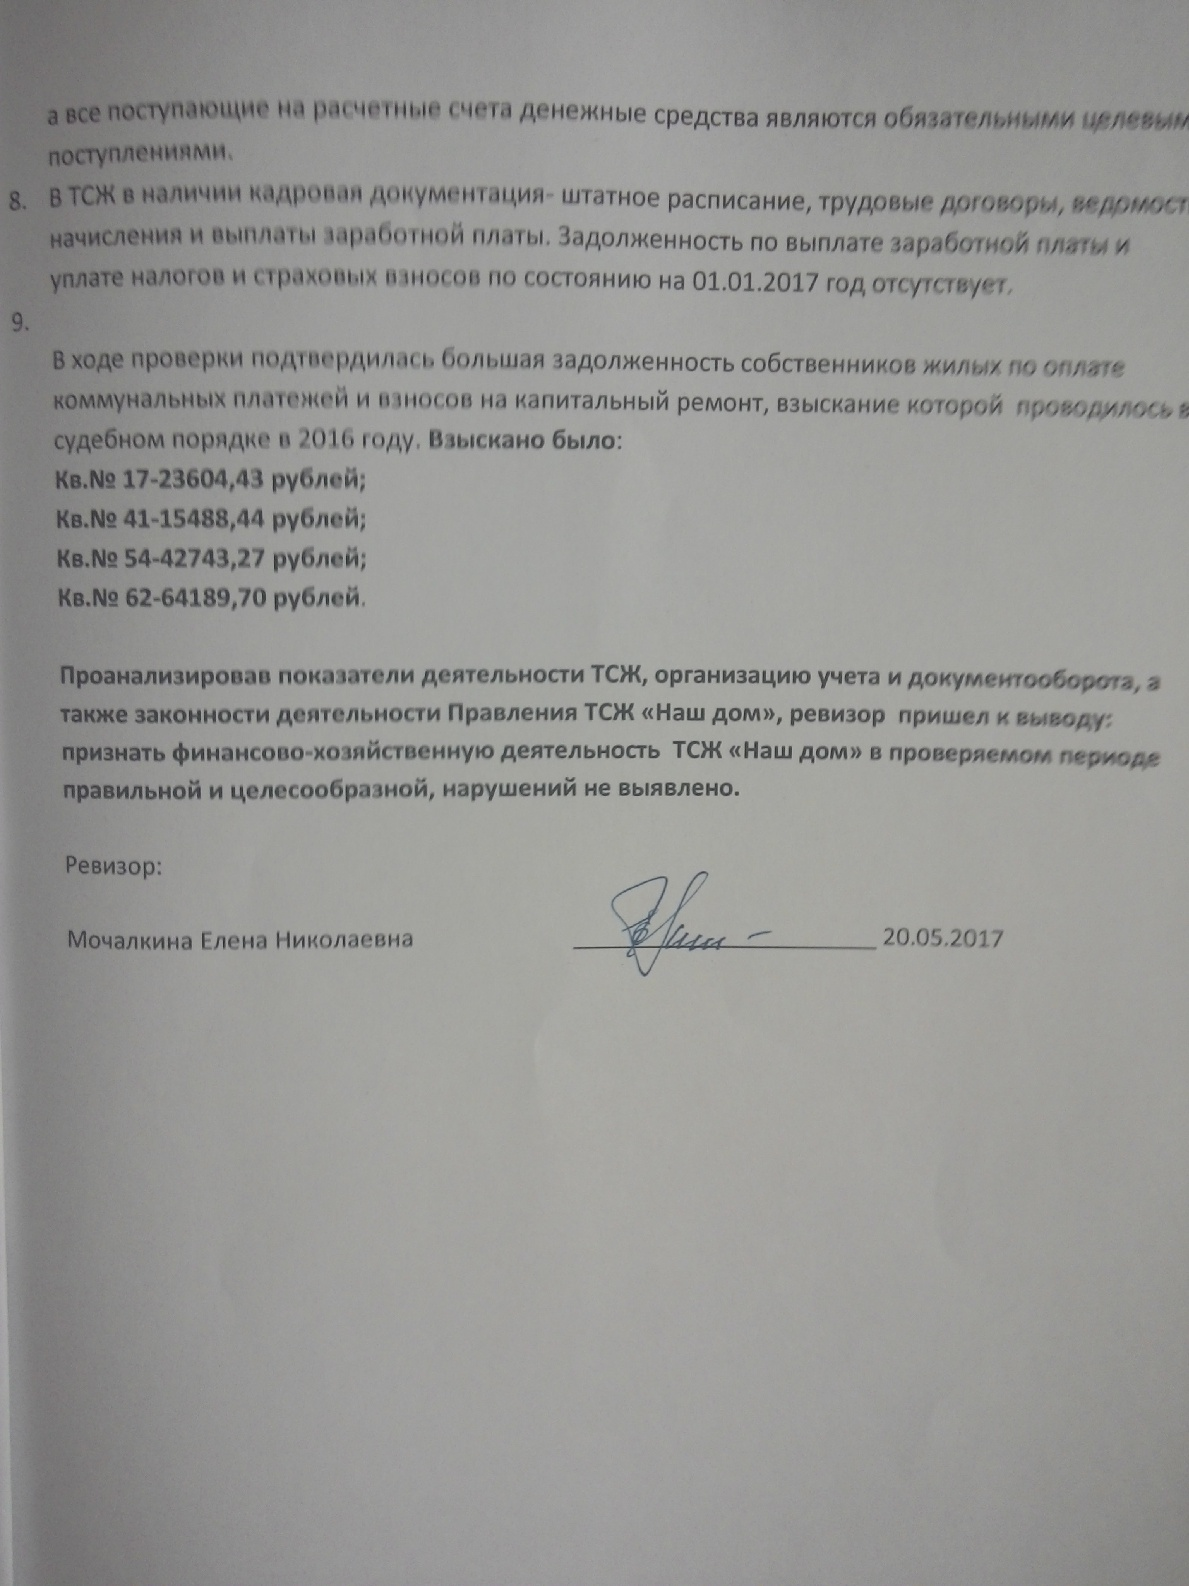 а все поступающие на расчетные счета денежные средства являются обязательными целевым
поступлениями.
8. В ТСЖ в наличии кадровая документация- штатное расписание, трудовые договоры, ведомост
начисления и выплаты заработной платы. Задолженность по выплате заработной платы и
уплате налогов и страховых взносов по состоянию на 01.01.2017 год отсутствует.
9.
В ходе проверки подтвердилась большая задолженность собственников жилых по оплате
коммунальных платежей и взносов на капитальный ремонт, взыскание которой проводилось в
судебном порядке в 2016 году. Взыскано было:
Кв.№ 17-23604,43 рублей;
Кв.№ 41-15488,44 рублей;
Кв.№ 54-42743,27 рублей;
Кв.№ 62-64189,70 рублей.
Проанализировав показатели деятельности ТСЖ, организацию учета и документооборота, а
также законности деятельности Правления ТСЖ «Наш дом», ревизор пришел к выводу:
признать финансово-хозяйственную деятельность ТСЖ «Наш дом» в проверяемом периоде
правильной и целесообразной, нарушений не выявлено.
Ревизор:
Мочалкина Елена Николаевна 20.05.2017